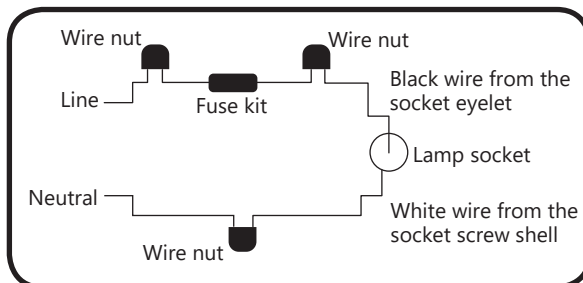 Wire nut
Wire nut
Line
Fuse kit
Black wire from the
socket eyelet
Lamp socket
Neutral
Wire nut
White wire from the
socket screw shell